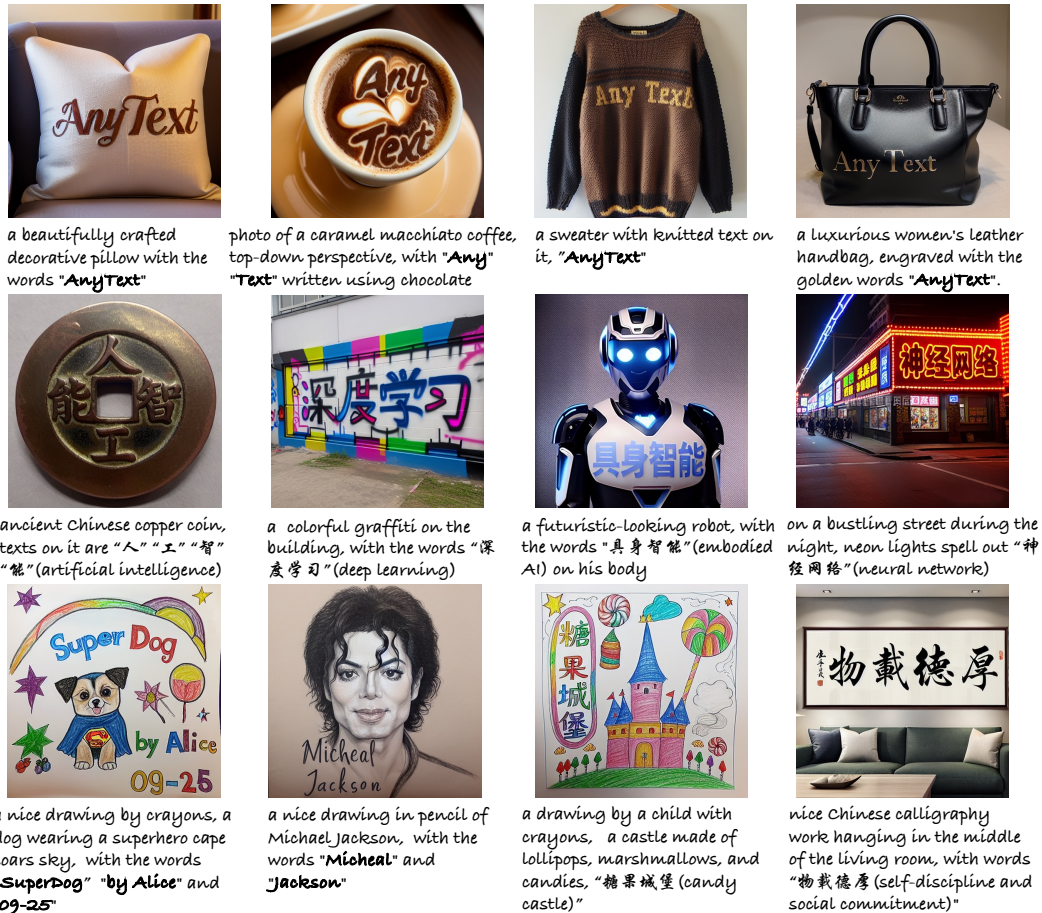 AnyText
Any
Text
Any Text
Any Text
a beautifully crafted
decorative pillow with the
words "AnyText"
photo of a caramel macchiato coffee,
top-down perspective, with "Any"
"Text" written using chocolate
a sweater with knitted text on
it, "AnyText"
a luxurious women's leather
handbag, engraved with the
golden words "AnyText".
人
能 智
工
深度学习
具身智能
神经网络
ancient Chinese copper coin,
texts on it are “人” “工” “智”
“能”(artificial intelligence)
a colorful graffiti on the
building, with the words “深
度学习”(deep learning)
a futuristic-looking robot, with
the words "具身智能”(embodied
AI) on his body
on a bustling street during the
night, neon lights spell out “神
经网络”(neural network)
Super Dog
by Alice
09-25
Micheal
Jackson
糖果城堡
厚德載物
nice drawing by crayons, a
dog wearing a superhero cape
oars sky, with the words
SuperDog” "by Alice" and
09-25"
a nice drawing in pencil of
Michael Jackson, with the
words "Micheal" and
"Jackson"
a drawing by a child with
crayons, a castle made of
lollipops, marshmallows, and
candies, “糖果城堡(candy
castle)”
nice Chinese calligraphy
work hanging in the middle
of the living room, with words
“物載德厚(self-discipline and
social commitment)"